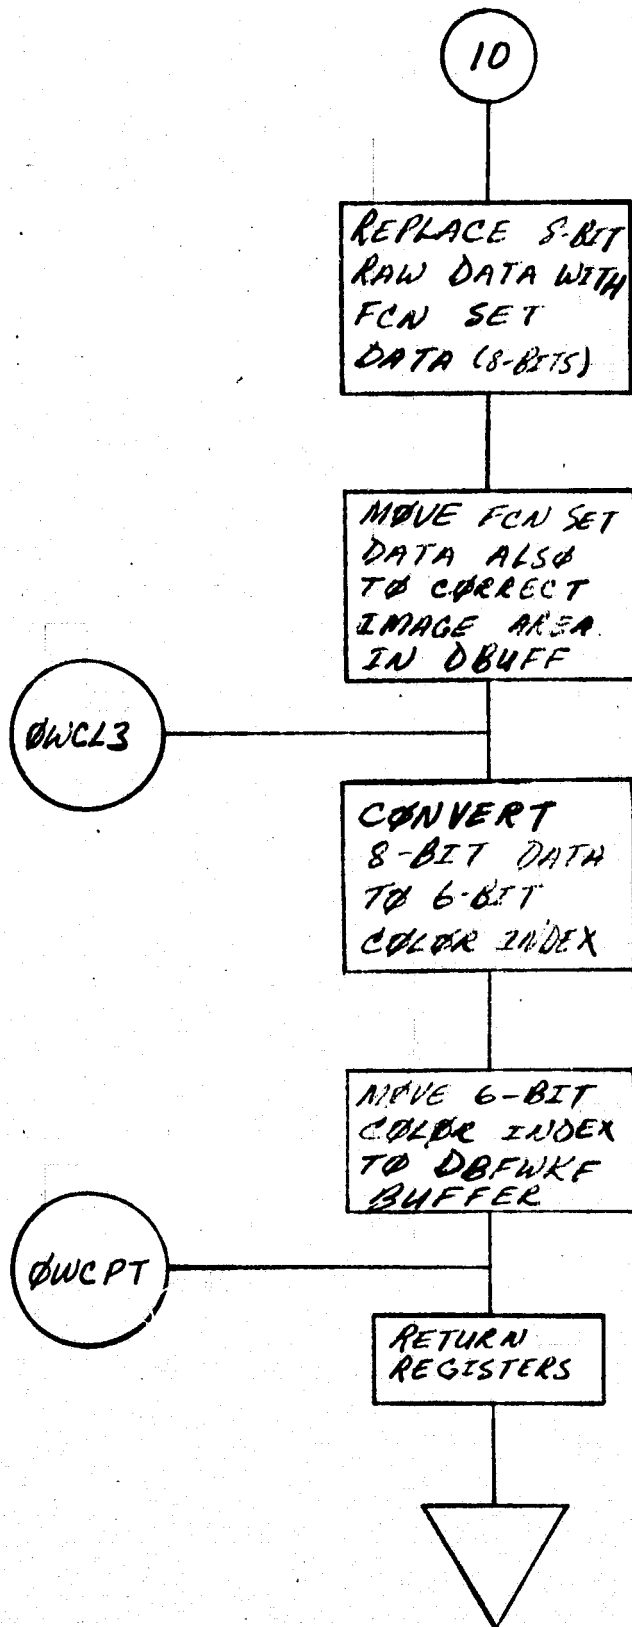 10
REPLACE 8-BIT
RAW DATA WITH
FCN SET
DATA (8-BITS)
MØVE FCN SET
DATA ALSØ
TØ CØRRECT
IMAGE AREA
IN DBUFF
ØWCL3
CØNVERT
8-BIT DATA
TØ 6-BIT
CØLØR INDEX
MØVE 6-BIT
CØLØR INDEX
TØ DBFWKF
BUFFER
ØWCPT
RETURN
REGISTERS